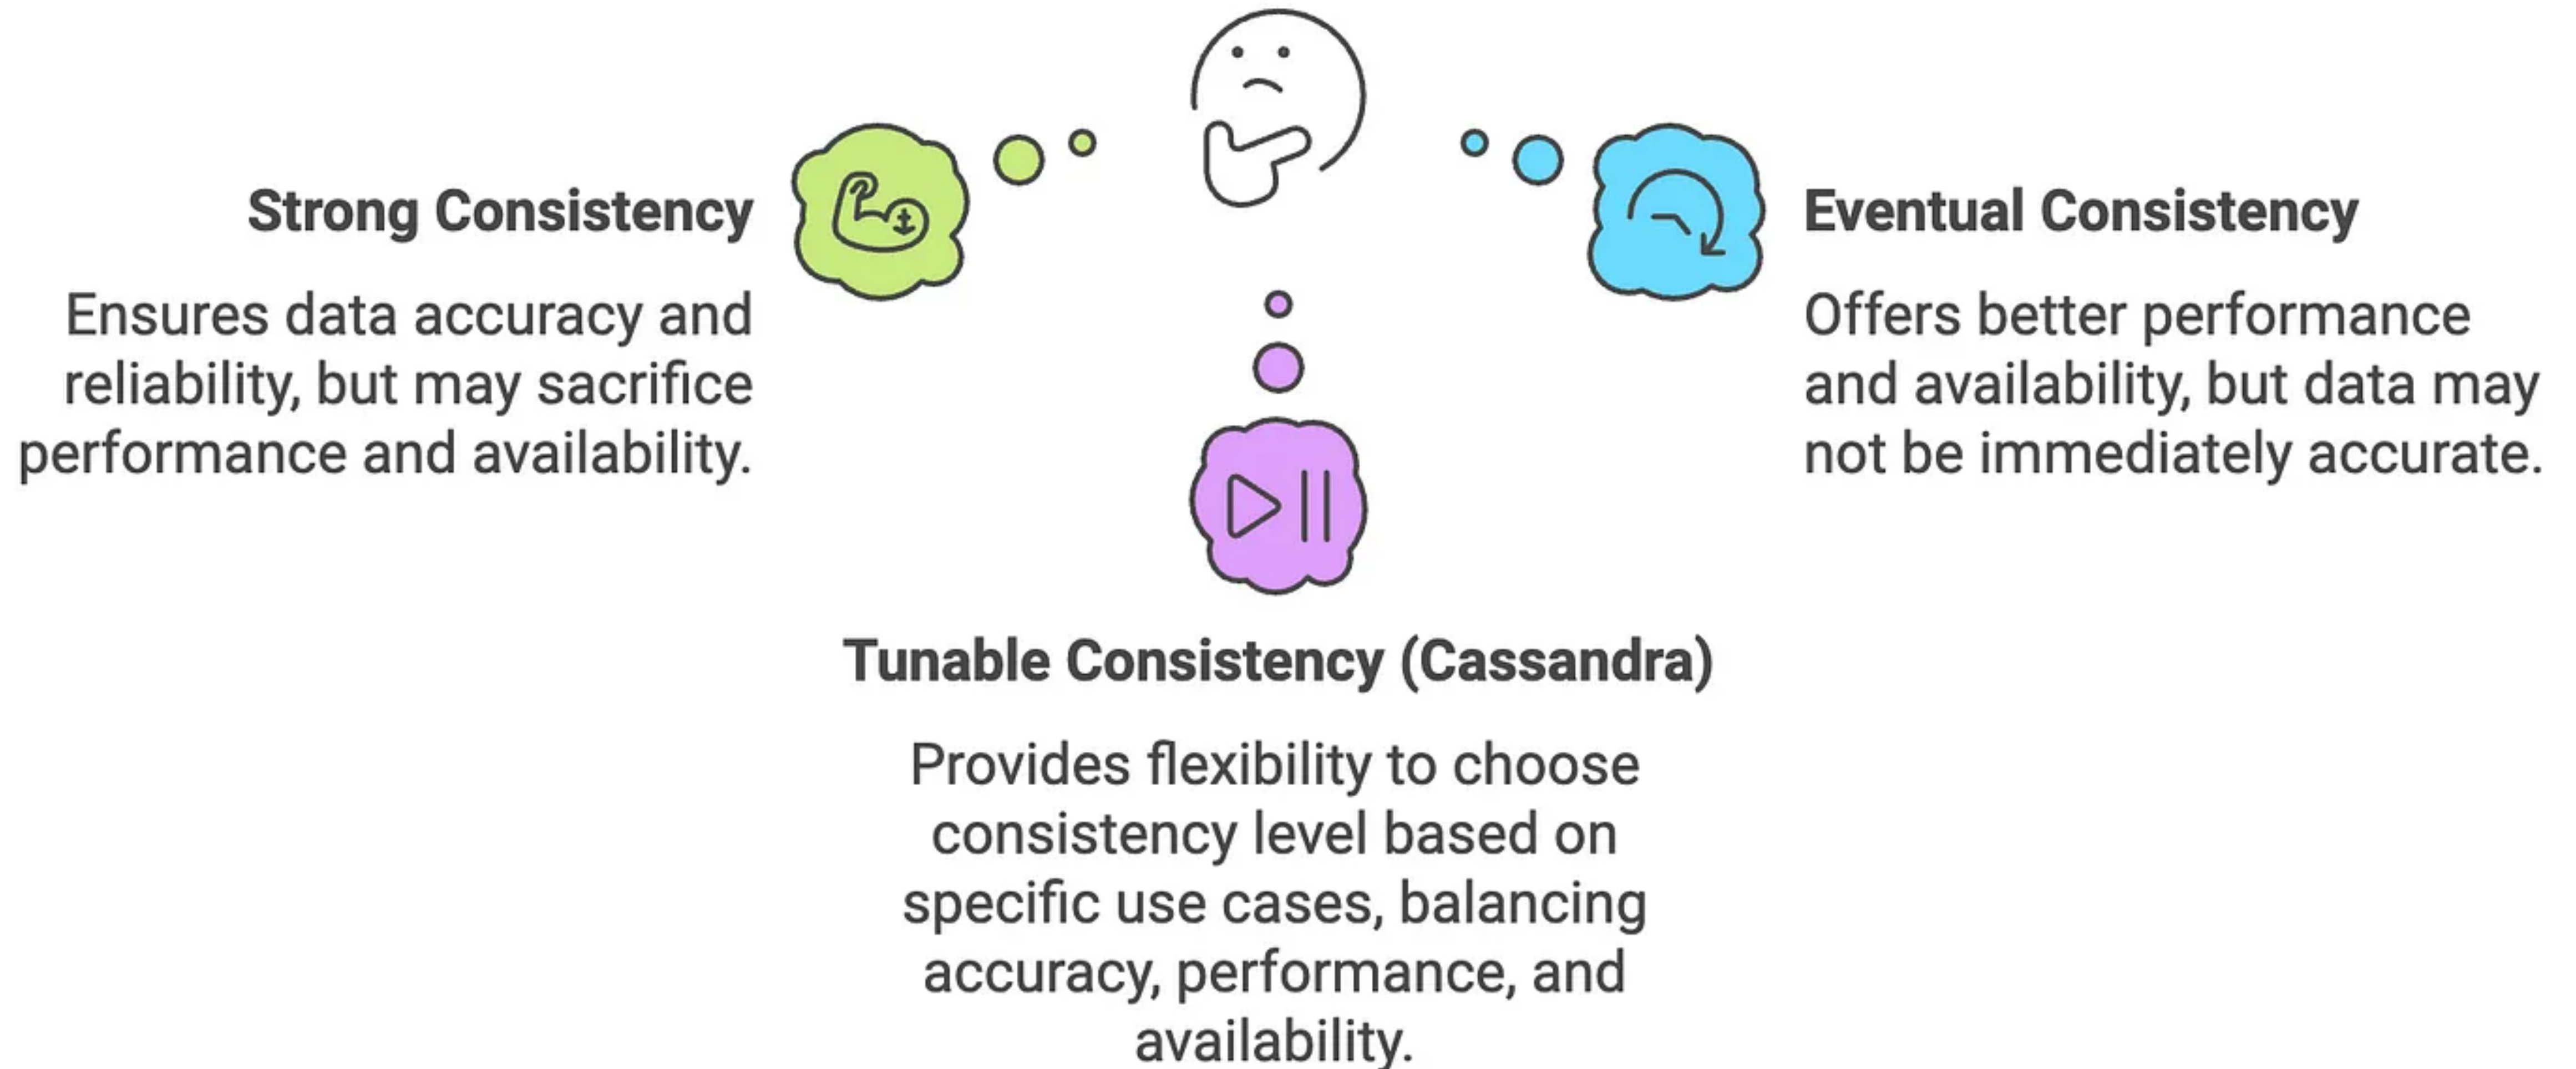 Strong Consistency
Ensures data accuracy and
reliability, but may sacrifice
performance and availability.
Eventual Consistency
Offers better performance
and availability, but data may
not be immediately accurate.
Tunable Consistency (Cassandra)
Provides flexibility to choose
consistency level based on
specific use cases, balancing
accuracy, performance, and
availability.